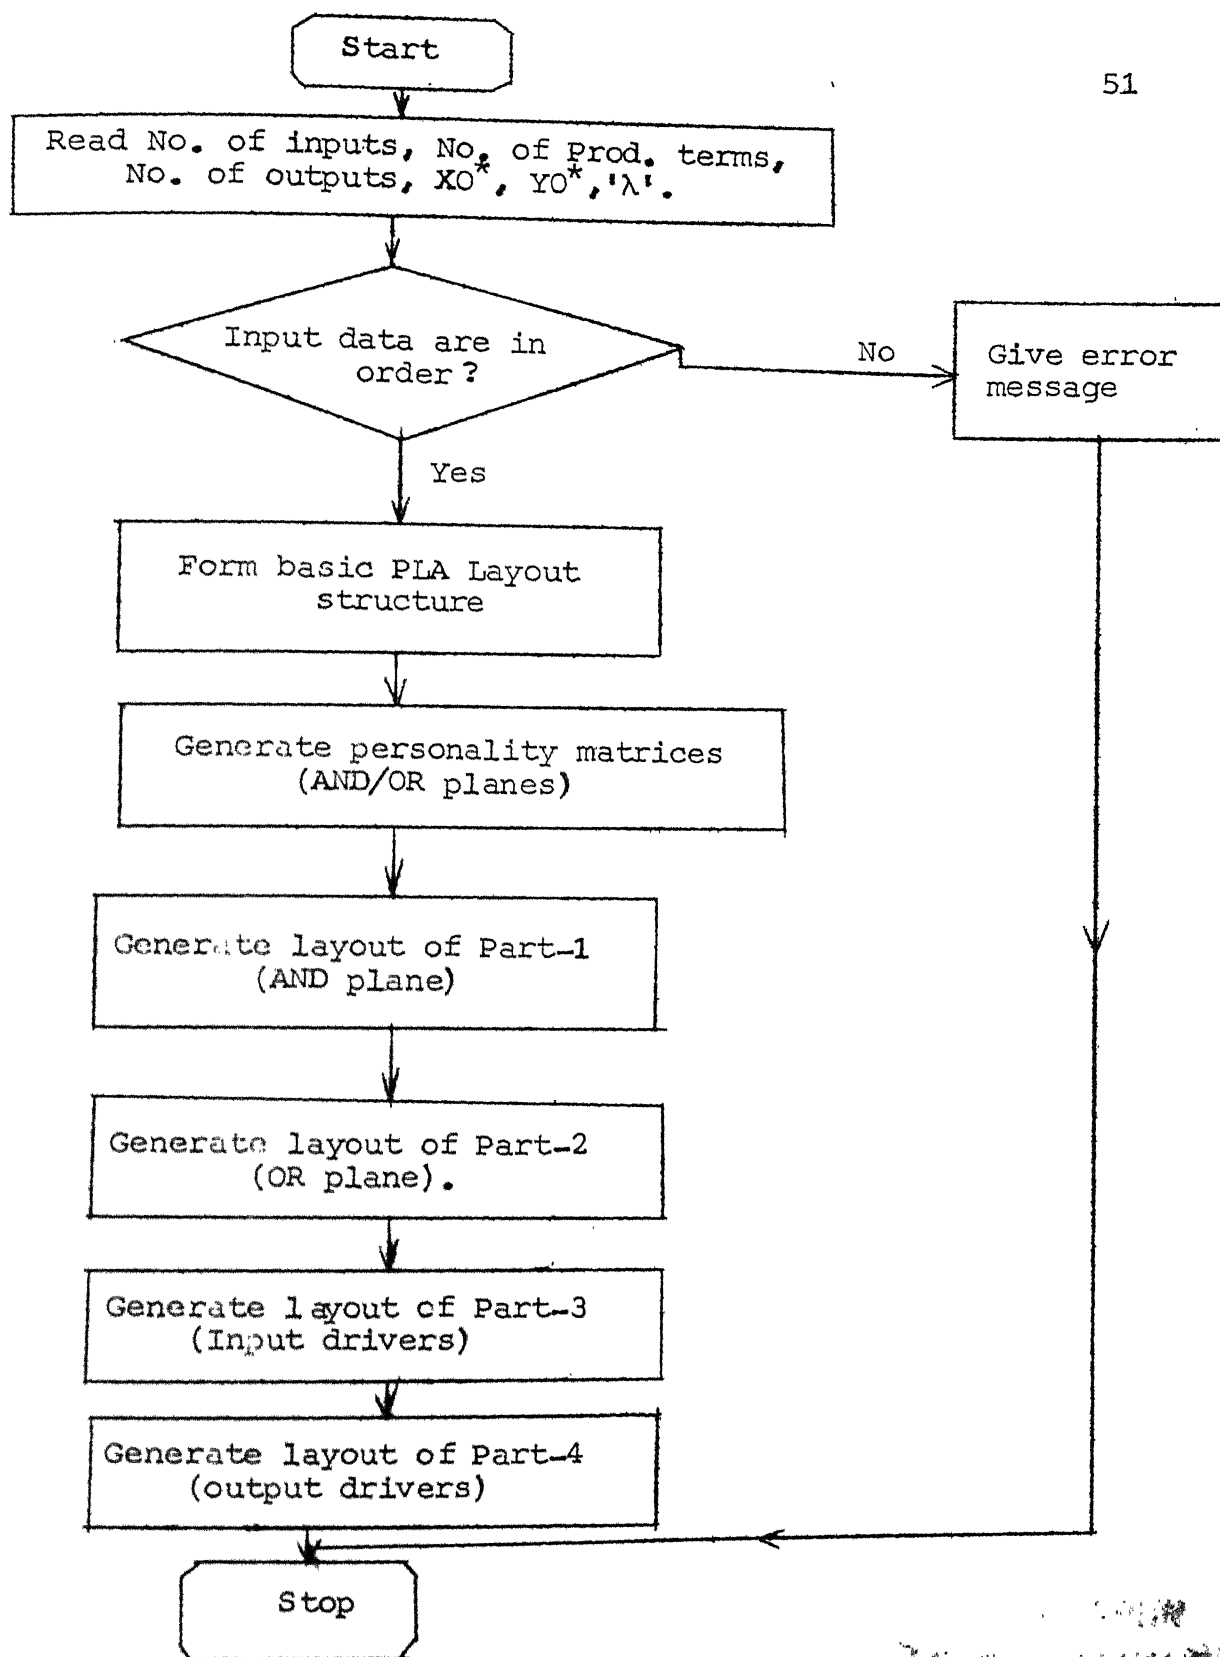 Start
51
Read No. of inputs, No. of Prod. terms,
No. of outputs, XO*, YO*,'λ'.
Input data are in
order?
No
Give error
message
Yes
Form basic PLA Layout
structure
Generate personality matrices
(AND/OR planes)
Generate layout of Part-1
(AND plane)
Generate layout of Part-2
(OR plane).
Generate layout of Part-3
(Input drivers)
Generate layout of Part-4
(output drivers)
Stop